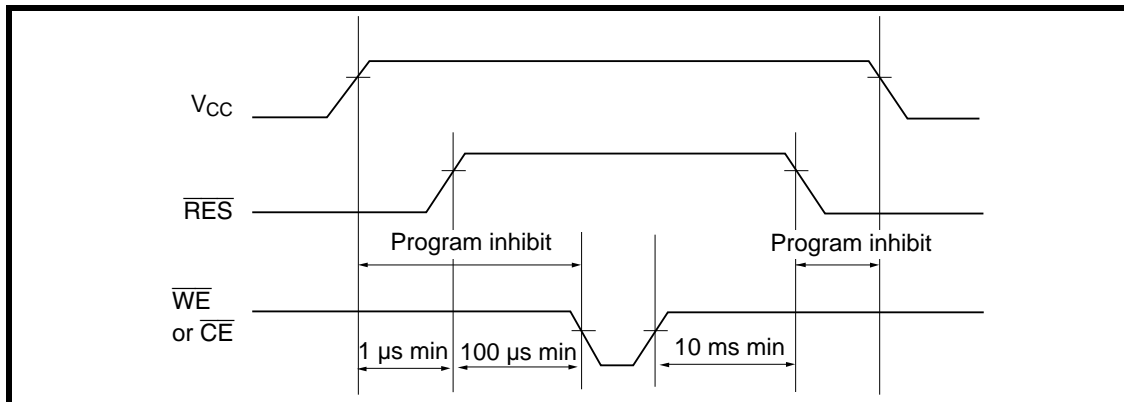 VCC
RES
Program inhibit
Program inhibit
WE
or CE
1 µs min
100 µs min
10 ms min